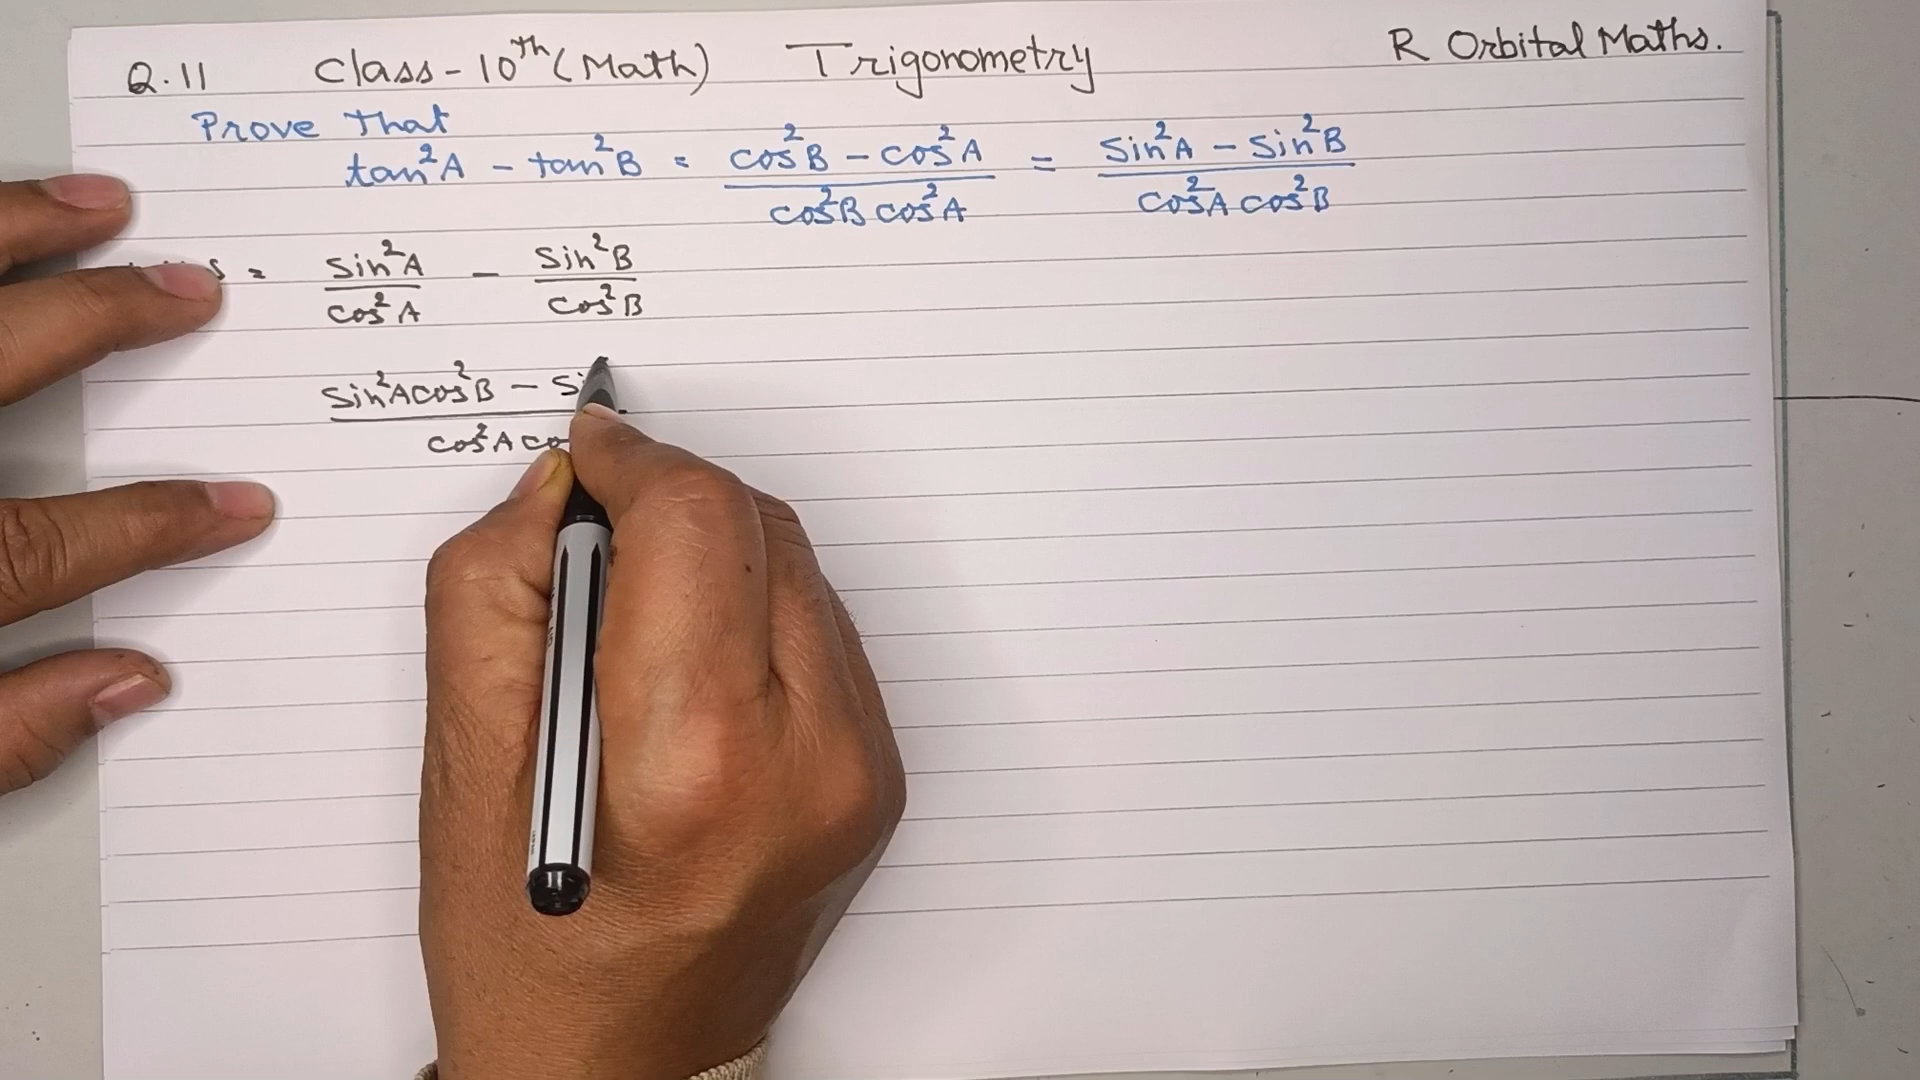 Q.11 Class-10th (Math) Trigonometry R Orbital Maths.
Prove That
tan²A - tan²B = (cos²B - cos²A)/(cos²B cos²A) = (Sin²A - Sin²B)/(cos²A cos²B)
= Sin²A/cos²A - Sin²B/cos²B
Sin²A cos²B -
cos²A